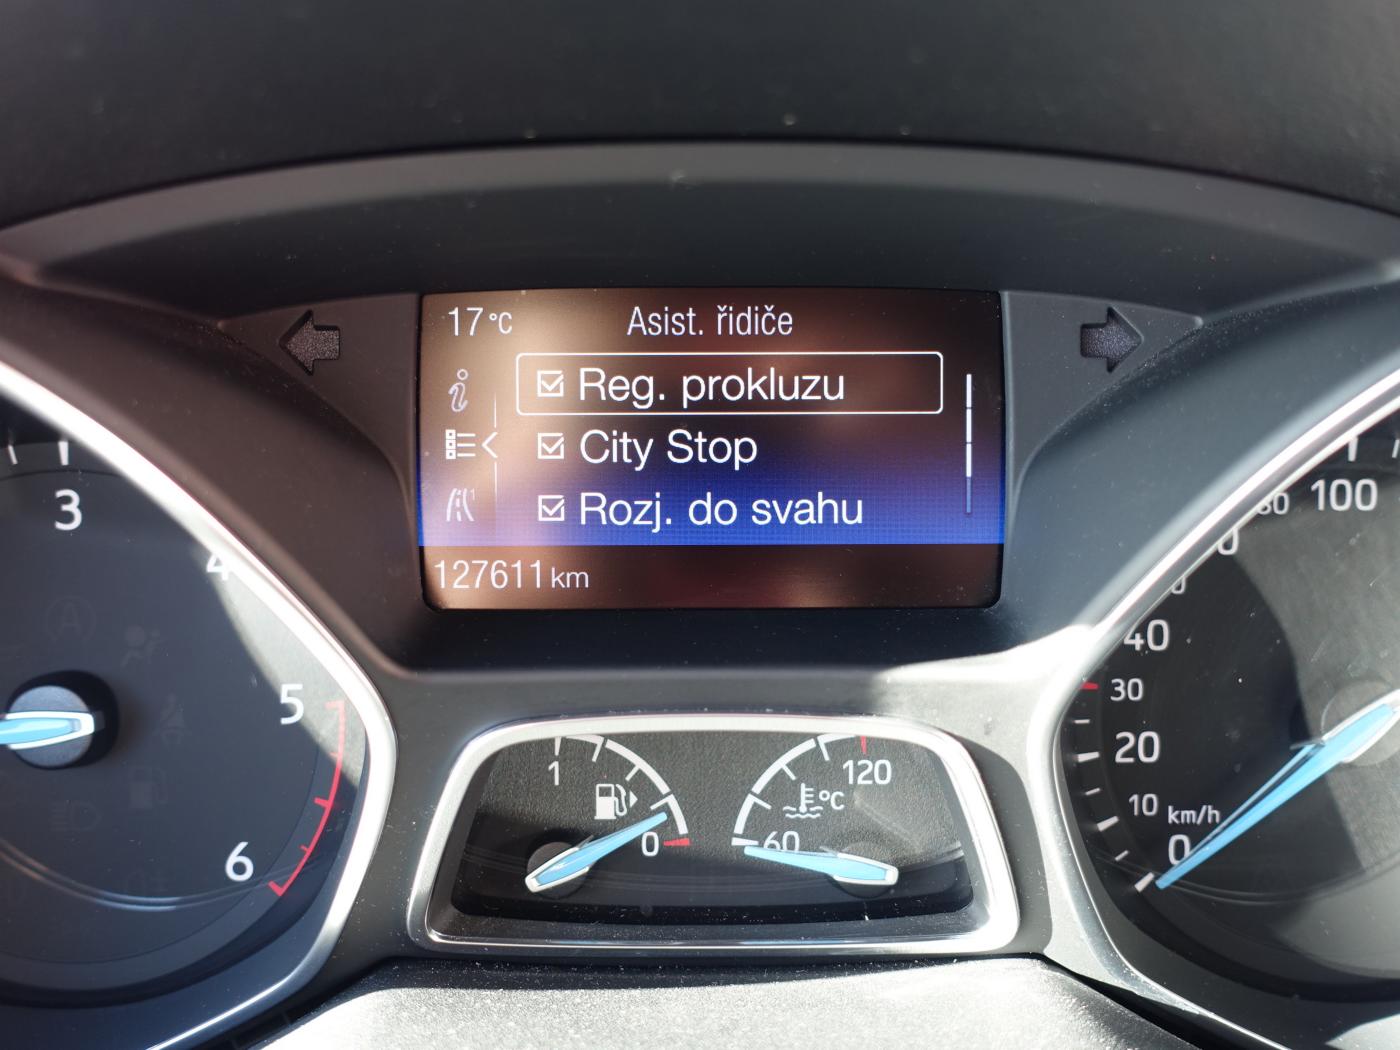 17°C Asist. řidiče
Reg. prokluzu
City Stop
Rozj. do svahu
127611 km
3
4
5
6
1
0
60
120
°C
0
10
20
30
40
80
100
km/h